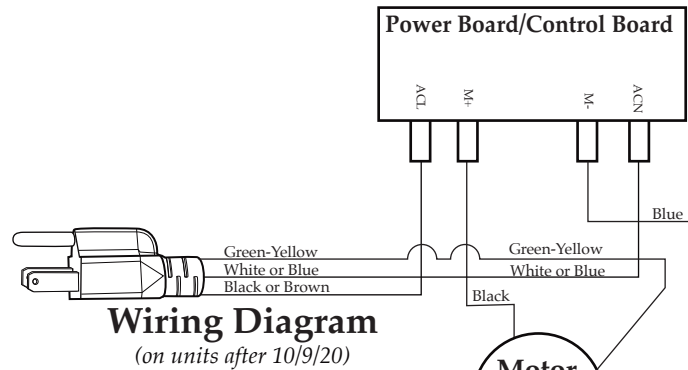 Power Board/Control Board
ACL
M+
M-
ACN
Blue
Green-Yellow
Green-Yellow
White or Blue
White or Blue
Black or Brown
Black
Wiring Diagram
(on units after 10/9/20)
Motor